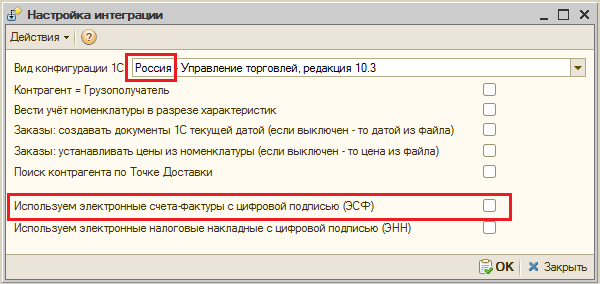 Настройка интеграции
Действия
Вид конфигурации 1С Россия - Управление торговлей, редакция 10.3
Контрагент = Грузополучатель
Вести учёт номенклатуры в разрезе характеристик
Заказы: создавать документы 1С текущей датой (если выключен - то датой из файла)
Заказы: устанавливать цены из номенклатуры (если выключен - то цена из файла)
Поиск контрагента по Точке Доставки
Используем электронные счета-фактуры с цифровой подписью (ЭСФ)
Используем электронные налоговые накладные с цифровой подписью (ЭНН)
OK Закрыть